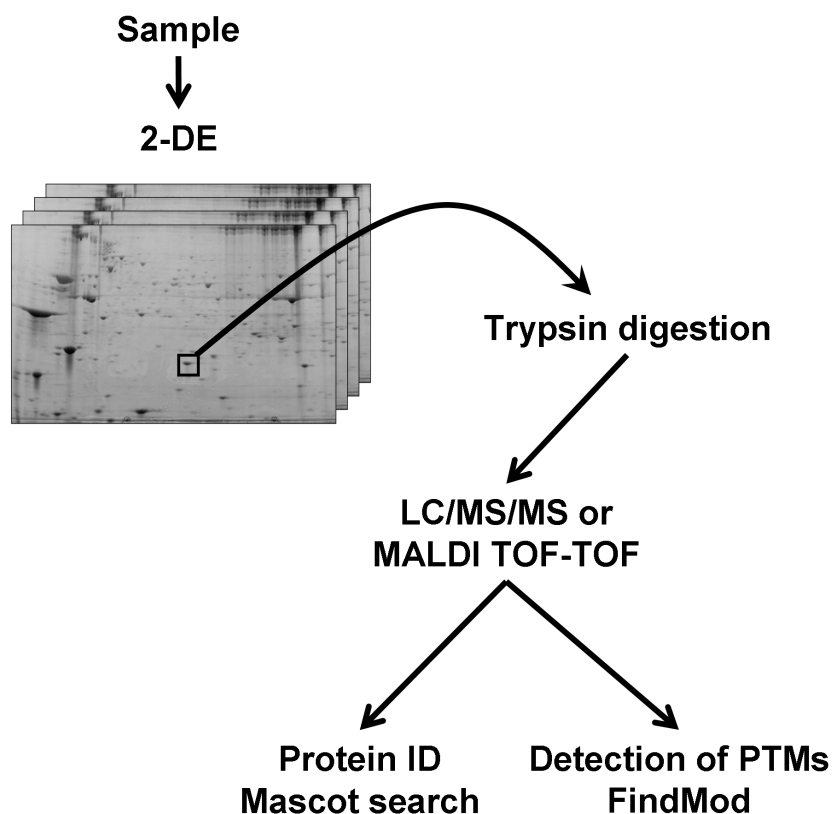 Sample
2-DE
Trypsin digestion
LC/MS/MS or
MALDI TOF-TOF
Protein ID
Mascot search
Detection of PTMs
FindMod